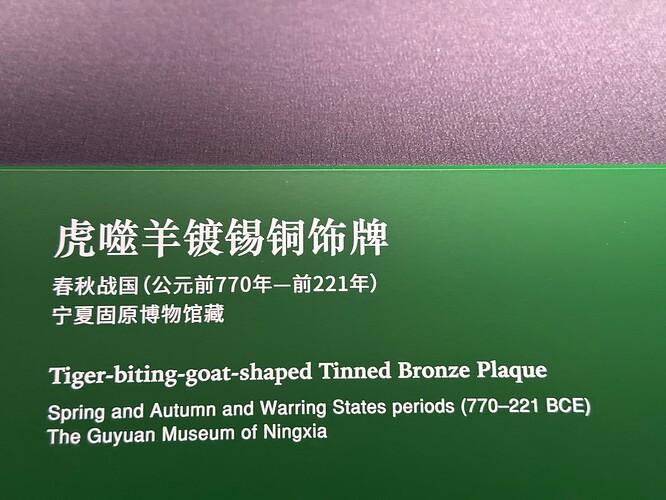 虎噬羊镀锡铜饰牌
春秋战国（公元前770年—前221年）
宁夏固原博物馆藏
Tiger-biting-goat-shaped Tinned Bronze Plaque
Spring and Autumn and Warring States periods (770–221 BCE)
The Guyuan Museum of Ningxia